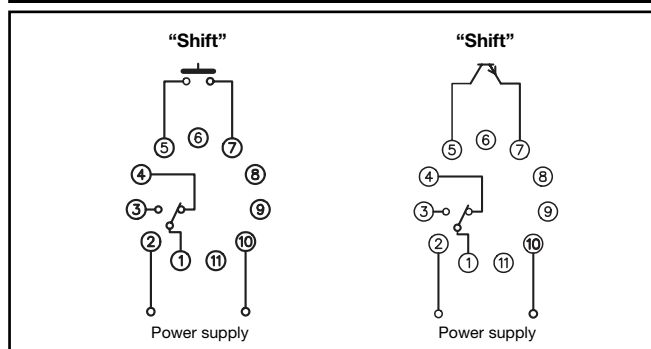 “Shift” “Shift”
5 6 7 5 6 7
4 8 4 8
3 9 3 9
2 10 2 10
1 11 1 11
Power supply Power supply